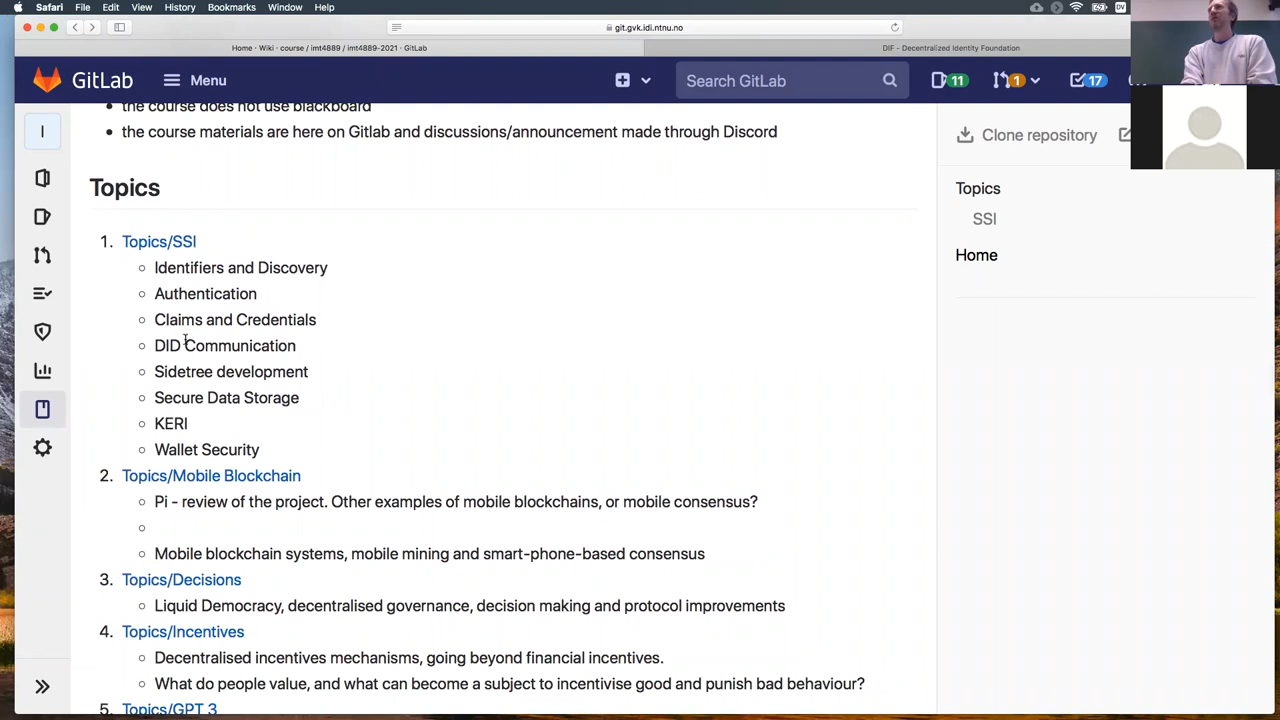 Safari File Edit View History Bookmarks Window Help DV
git.gvk.idi.ntnu.no
Home · Wiki · course / imt4889 / imt4889-2021 · GitLab DIF - Decentralized Identity Foundation
GitLab Menu Search GitLab 11 1 17
the course does not use blackboard
I the course materials are here on Gitlab and discussions/announcement made through Discord Clone repository
Topics Topics
SSI
1. Topics/SSI
Home
Identifiers and Discovery
Authentication
Claims and Credentials
DID Communication
Sidetree development
Secure Data Storage
KERI
Wallet Security
2. Topics/Mobile Blockchain
Pi - review of the project. Other examples of mobile blockchains, or mobile consensus?
Mobile blockchain systems, mobile mining and smart-phone-based consensus
3. Topics/Decisions
Liquid Democracy, decentralised governance, decision making and protocol improvements
4. Topics/Incentives
Decentralised incentives mechanisms, going beyond financial incentives.
What do people value, and what can become a subject to incentivise good and punish bad behaviour?
5. Topics/GPT 3